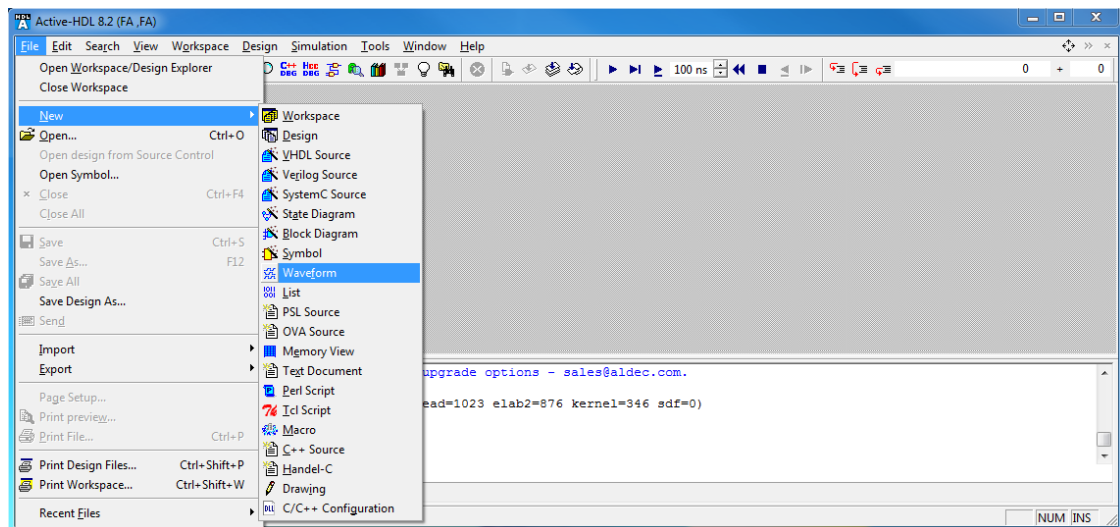 Active-HDL 8.2 (FA ,FA)
File Edit Search View Workspace Design Simulation Tools Window Help
Open Workspace/Design Explorer
Close Workspace
100 ns
0 + 0
New
Open... Ctrl+O
Open design from Source Control
Open Symbol...
Close Ctrl+F4
Close All
Save Ctrl+S
Save As... F12
Save All
Save Design As...
Send
Import
Export
Page Setup...
Print preview...
Print File... Ctrl+P
Print Design Files... Ctrl+Shift+P
Print Workspace... Ctrl+Shift+W
Recent Files
Workspace
Design
VHDL Source
Verilog Source
SystemC Source
State Diagram
Block Diagram
Symbol
Waveform
List
PSL Source
OVA Source
Memory View
Text Document
Perl Script
Tcl Script
Macro
C++ Source
Handel-C
Drawing
C/C++ Configuration
upgrade options - sales@aldec.com.
ead=1023 elab2=876 kernel=346 sdf=0)
NUM INS